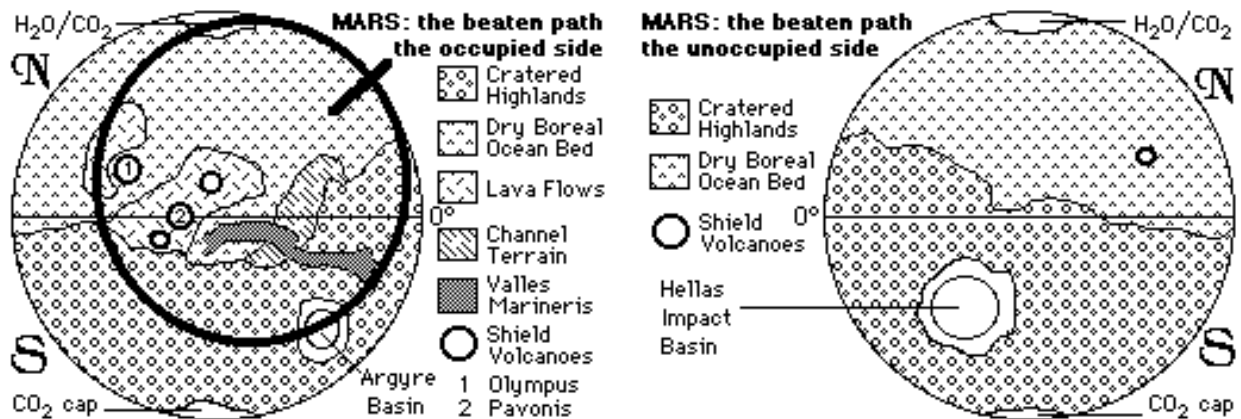 H₂O/CO₂
MARS: the beaten path
the occupied side
N
Cratered
Highlands
Dry Boreal
Ocean Bed
1
Lava Flows
2
0°
Channel
Terrain
Valles
Marineris
Shield
Volcanoes
S
Argyre
Basin
1 Olympus
2 Pavonis
CO₂ cap
MARS: the beaten path
the unoccupied side
H₂O/CO₂
N
Cratered
Highlands
Dry Boreal
Ocean Bed
0°
Shield
Volcanoes
Hellas
Impact
Basin
S
CO₂ cap